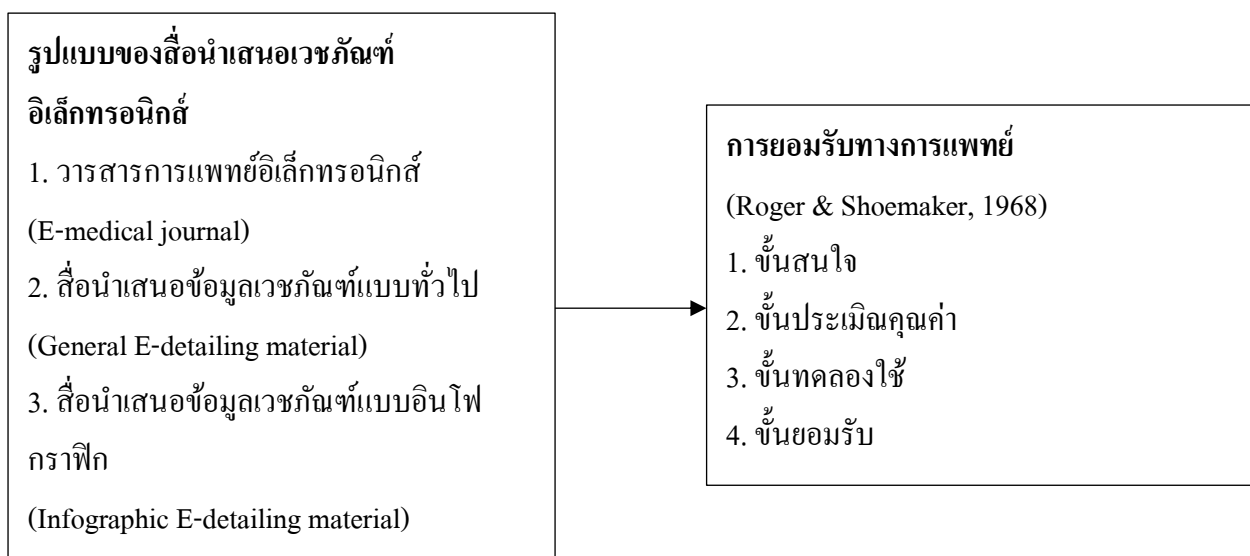 รูปแบบของสื่อนำเสนอเวชภัณฑ์
อิเล็กทรอนิกส์
1. วารสารการแพทย์อิเล็กทรอนิกส์
(E-medical journal)
2. สื่อนำเสนอข้อมูลเวชภัณฑ์แบบทั่วไป
(General E-detailing material)
3. สื่อนำเสนอข้อมูลเวชภัณฑ์แบบอินโฟ
กราฟิก
(Infographic E-detailing material)
การยอมรับทางการแพทย์
(Roger & Shoemaker, 1968)
1. ขั้นสนใจ
2. ขั้นประเมิณคุณค่า
3. ขั้นทดลองใช้
4. ขั้นยอมรับ